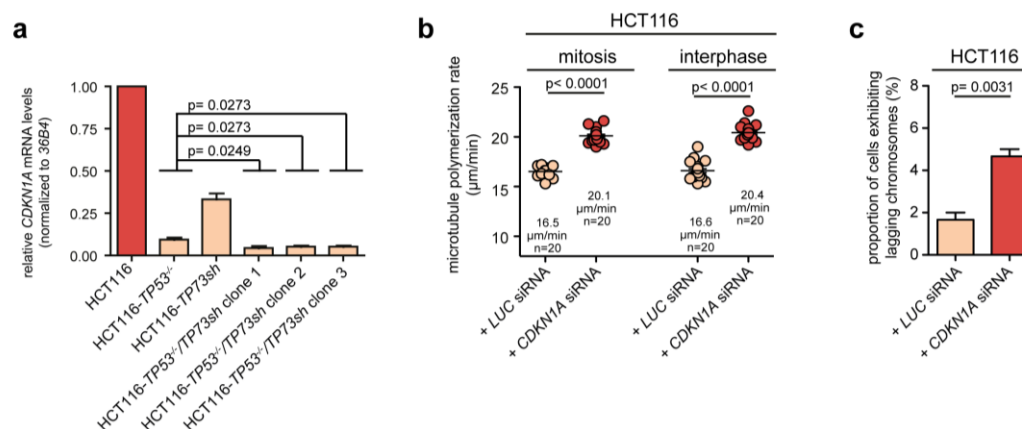 a
relative CDKN1A mRNA levels
(normalized to 36B4)
1.00
0.75
0.50
0.25
0.00
p= 0.0273
p= 0.0273
p= 0.0249
HCT116
HCT116-TP53-/-
HCT116-TP73sh
HCT116-TP53-/-/TP73sh clone 1
HCT116-TP53-/-/TP73sh clone 2
HCT116-TP53-/-/TP73sh clone 3
b
HCT116
mitosis
interphase
microtubule polymerization rate
(µm/min)
25
20
15
10
p< 0.0001
p< 0.0001
16.5
µm/min
n=20
20.1
µm/min
n=20
16.6
µm/min
n=20
20.4
µm/min
n=20
+ LUC siRNA
+ CDKN1A siRNA
+ LUC siRNA
+ CDKN1A siRNA
c
HCT116
proportion of cells exhibiting
lagging chromosomes (%)
8
6
4
2
0
p= 0.0031
+ LUC siRNA
+ CDKN1A siRNA